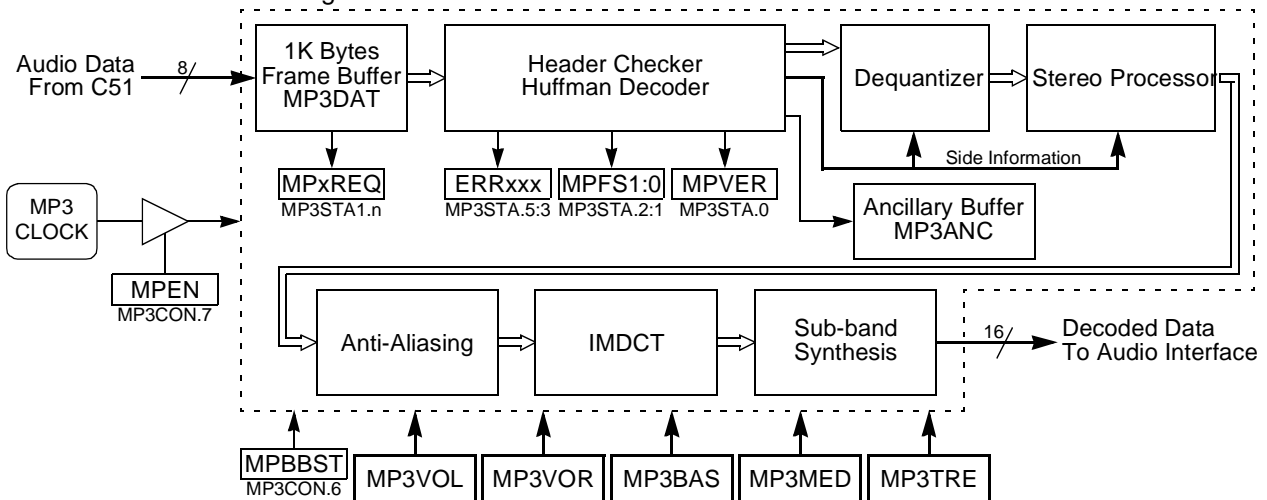 Audio Data
From C51
8
1K Bytes
Frame Buffer
MP3DAT
Header Checker
Huffman Decoder
Dequantizer
Stereo Processor
Side Information
MPxREQ
MP3STA1.n
ERRxxx
MP3STA.5:3
MPFS1:0
MP3STA.2:1
MPVER
MP3STA.0
Ancillary Buffer
MP3ANC
MP3
CLOCK
MPEN
MP3CON.7
Anti-Aliasing
IMDCT
Sub-band
Synthesis
16
Decoded Data
To Audio Interface
MPBBST
MP3CON.6
MP3VOL
MP3VOR
MP3BAS
MP3MED
MP3TRE